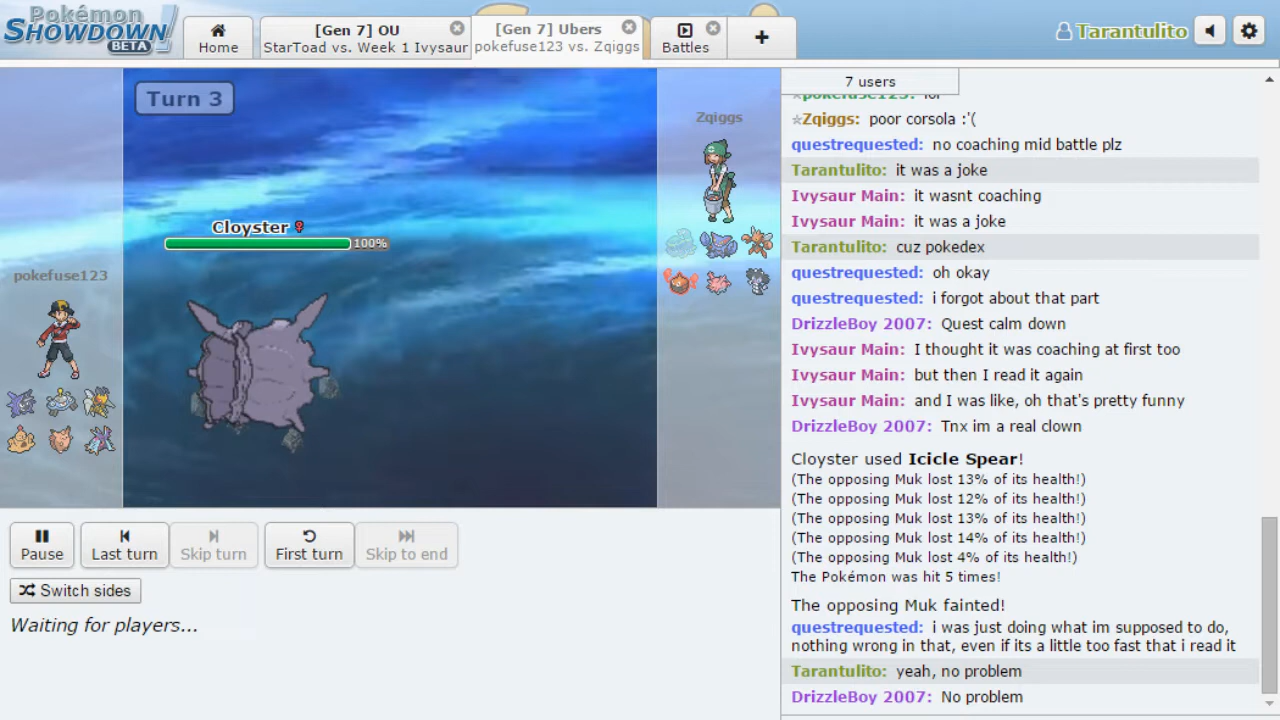 Pokémon
SHOWDOWN!
BETA
Home
[Gen 7] OU
StarToad vs. Week 1 Ivysaur
[Gen 7] Ubers
pokefuse123 vs. Zqiggs
Battles
Tarantulito
Turn 3
Cloyster
100%
pokefuse123
Zqiggs
Pause
Last turn
Skip turn
First turn
Skip to end
Switch sides
Waiting for players...
7 users
☆pokefuse123: lol
☆Zqiggs: poor corsola :'(
questrequested: no coaching mid battle plz
Tarantulito: it was a joke
Ivysaur Main: it wasnt coaching
Ivysaur Main: it was a joke
Tarantulito: cuz pokedex
questrequested: oh okay
questrequested: i forgot about that part
DrizzleBoy 2007: Quest calm down
Ivysaur Main: I thought it was coaching at first too
Ivysaur Main: but then I read it again
Ivysaur Main: and I was like, oh that's pretty funny
DrizzleBoy 2007: Tnx im a real clown
Cloyster used Icicle Spear!
(The opposing Muk lost 13% of its health!)
(The opposing Muk lost 12% of its health!)
(The opposing Muk lost 13% of its health!)
(The opposing Muk lost 14% of its health!)
(The opposing Muk lost 4% of its health!)
The Pokémon was hit 5 times!
The opposing Muk fainted!
questrequested: i was just doing what im supposed to do,
nothing wrong in that, even if its a little too fast that i read it
Tarantulito: yeah, no problem
DrizzleBoy 2007: No problem